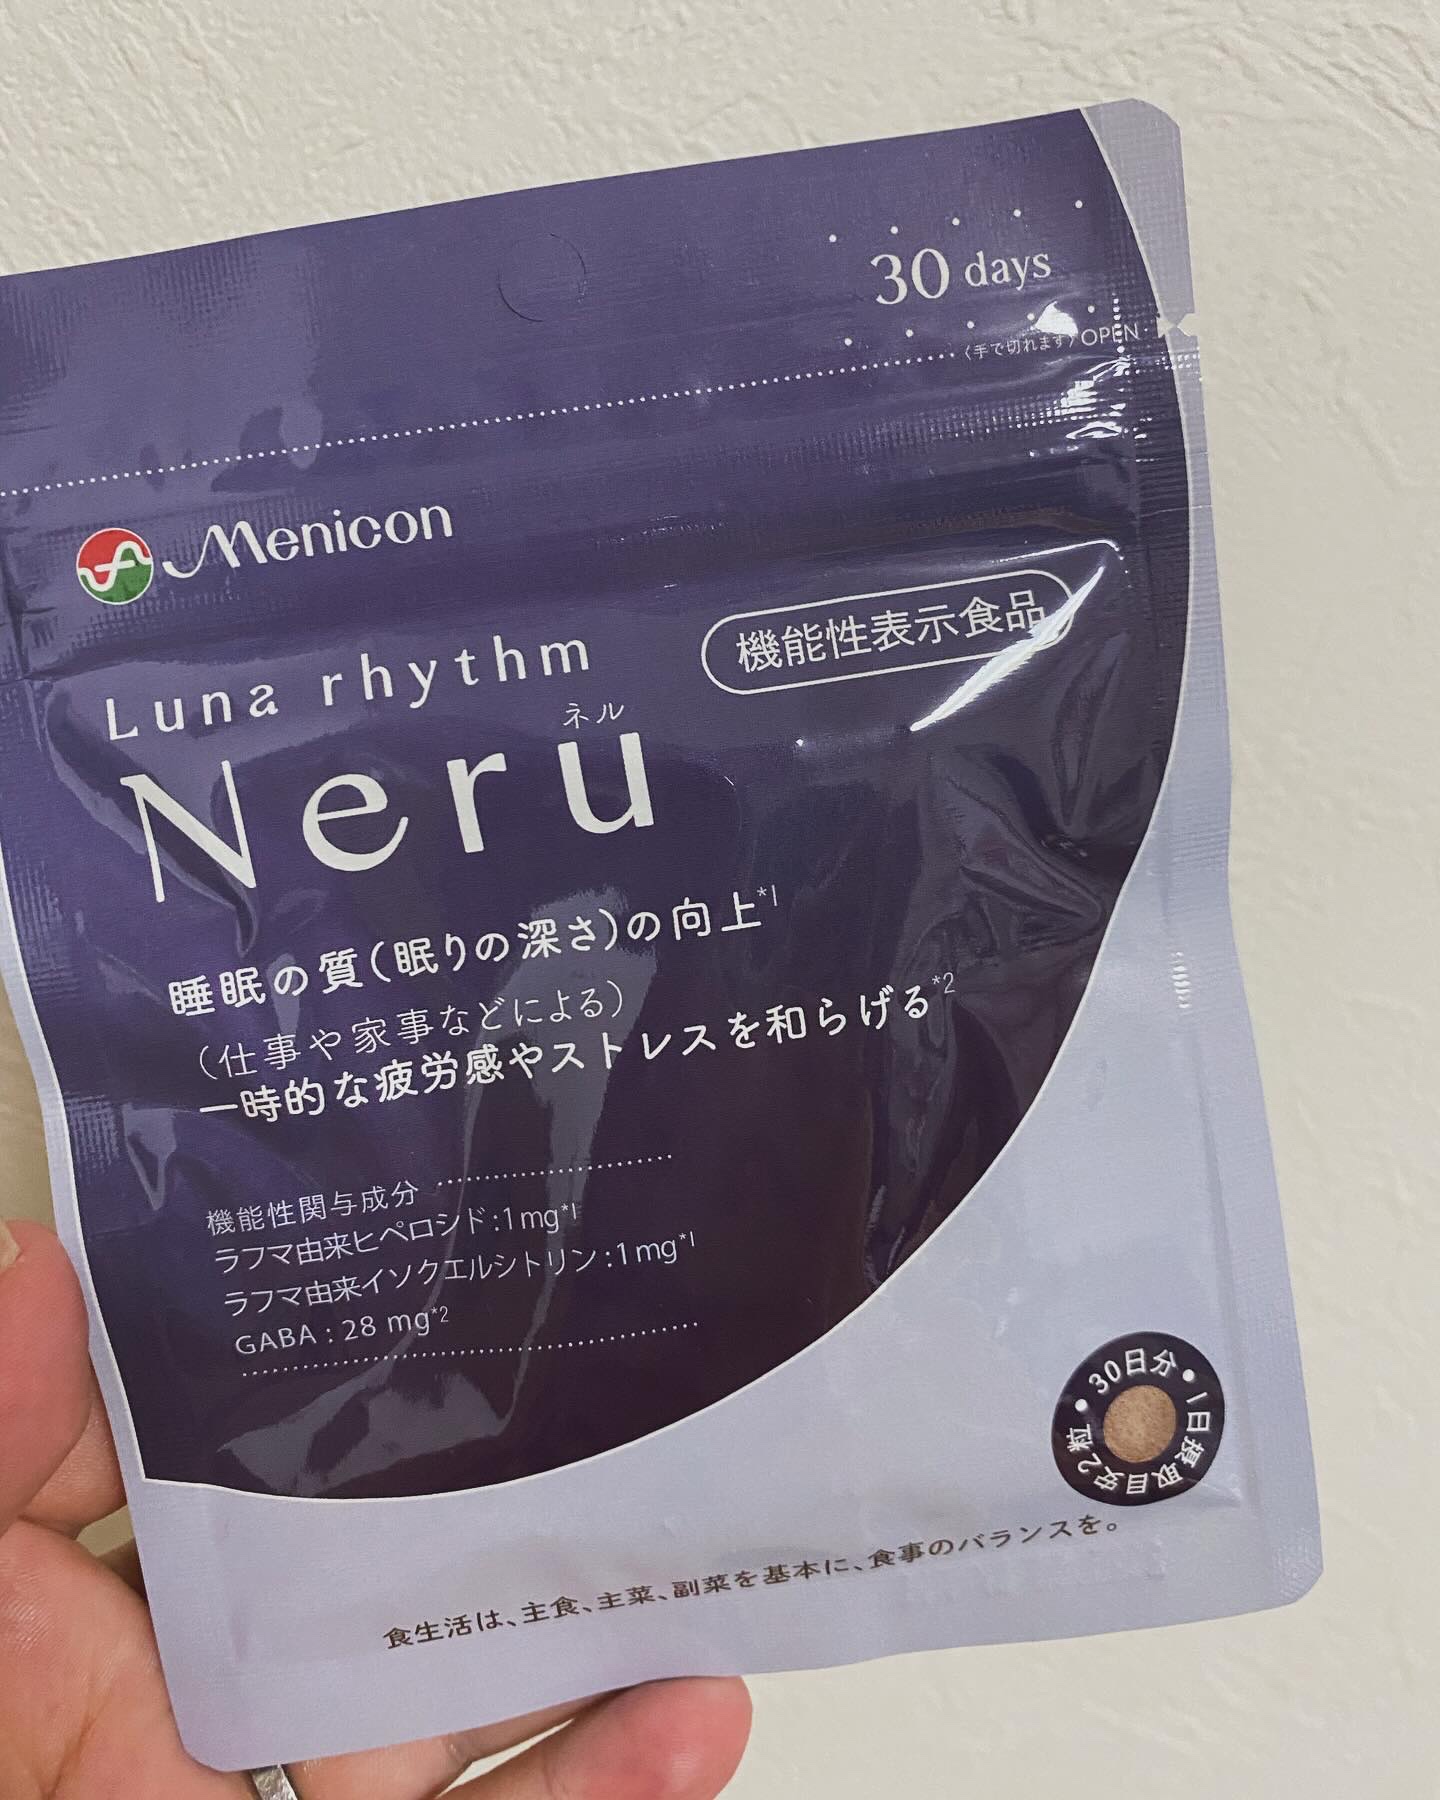 30 days
〈手で切れます〉OPEN
Menicon
機能性表示食品
Luna rhythm
ネル
Neru
睡眠の質(眠りの深さ)の向上*1
(仕事や家事などによる)
一時的な疲労感やストレスを和らげる*2
機能性関与成分
ラフマ由来ヒペロシド:1mg*1
ラフマ由来イソクエルシトリン:1mg*1
GABA:28 mg*2
30日分・1日摂取目安2粒・
食生活は、主食、主菜、副菜を基本に、食事のバランスを。